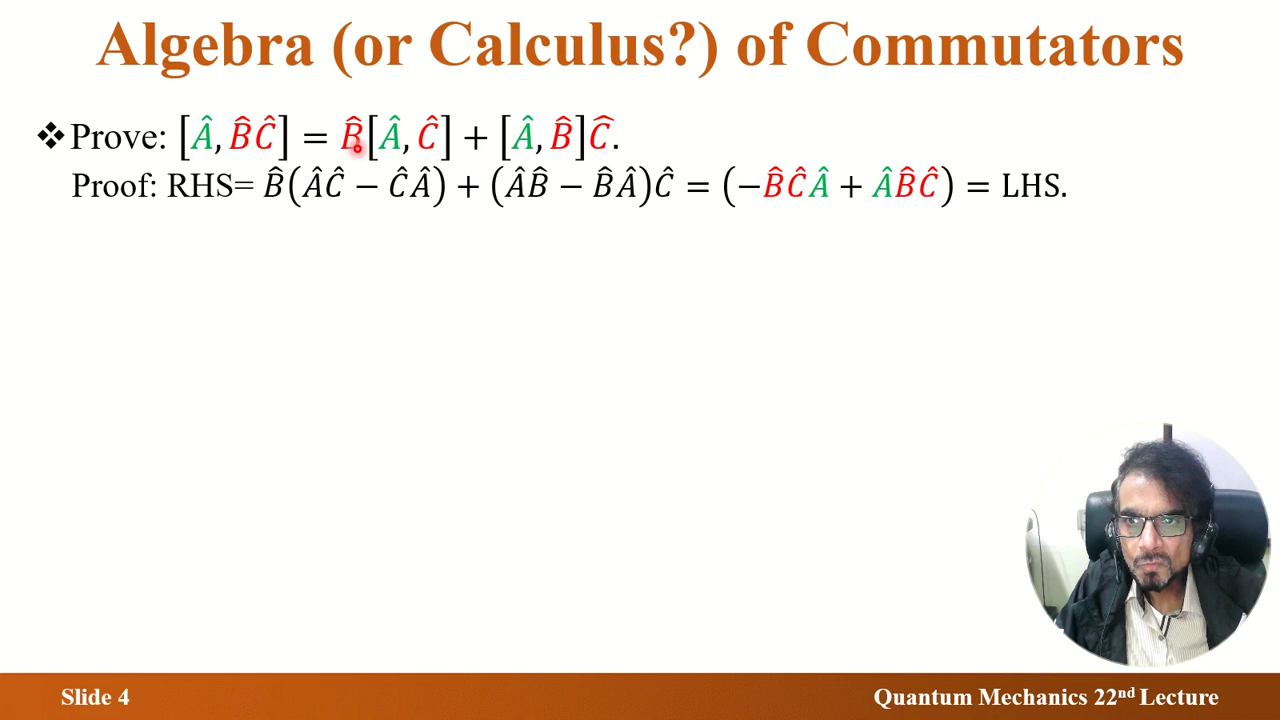 Algebra (or Calculus?) of Commutators
❖ Prove: [Â, B̂Ĉ] = B̂[Â, Ĉ] + [Â, B̂]Ĉ.
Proof: RHS= B̂(ÂĈ − ĈÂ) + (ÂB̂ − B̂Â)Ĉ = (−B̂ĈÂ + ÂB̂Ĉ) = LHS.
Slide 4
Quantum Mechanics 22nd Lecture